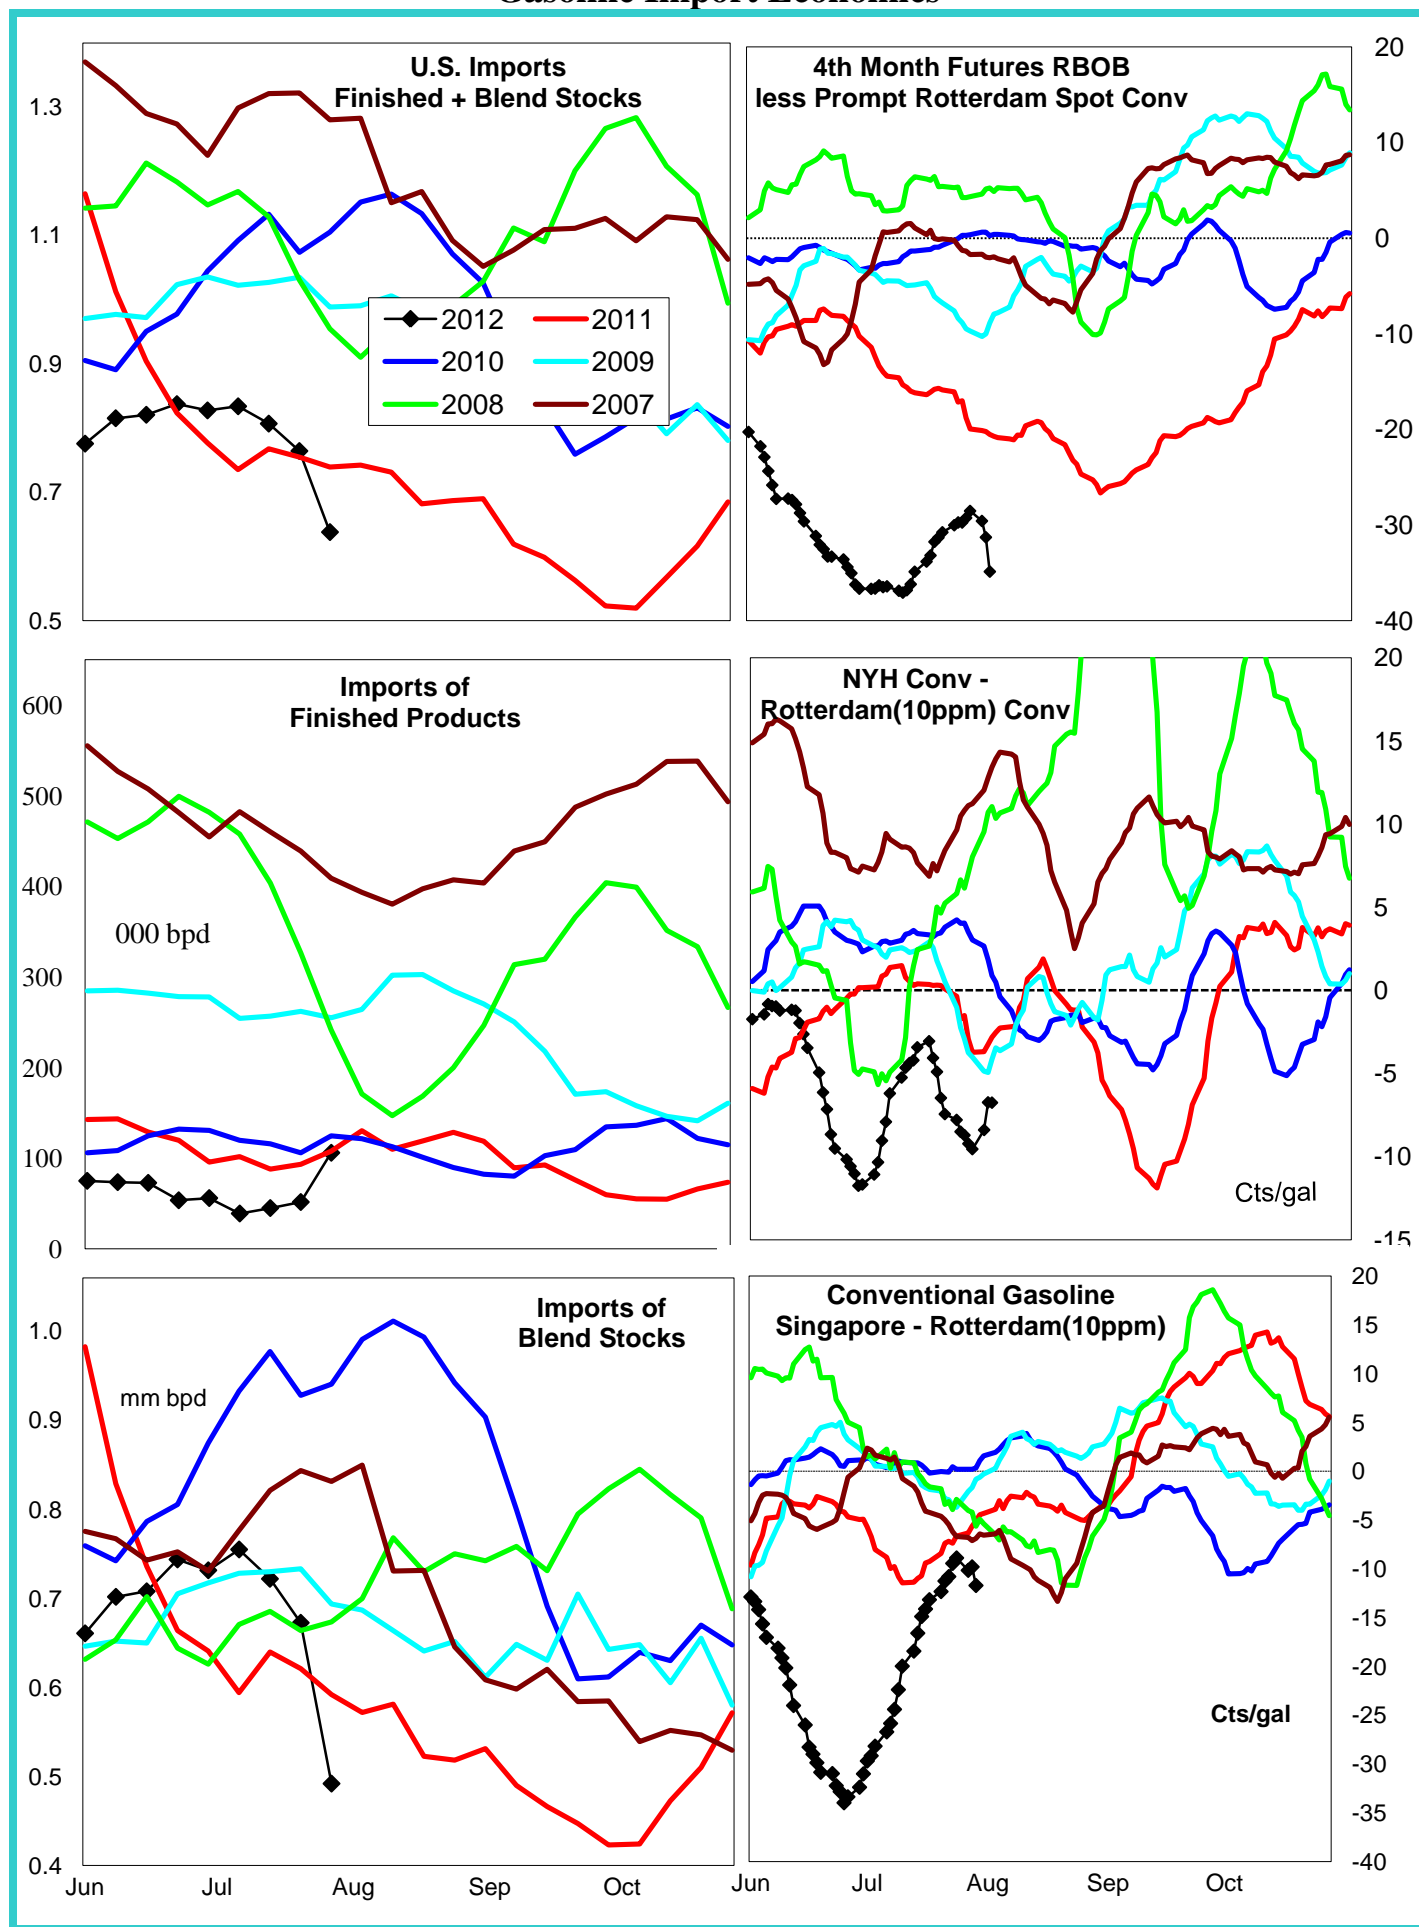 Gasoline Import Economics
U.S. Imports
Finished + Blend Stocks
1.3
1.1
0.9
0.7
0.5
2012
2011
2010
2009
2008
2007
4th Month Futures RBOB
less Prompt Rotterdam Spot Conv
20
10
0
-10
-20
-30
-40
Imports of
Finished Products
000 bpd
600
500
400
300
200
100
0
NYH Conv -
Rotterdam(10ppm) Conv
20
15
10
5
0
-5
-10
-15
Cts/gal
Imports of
Blend Stocks
mm bpd
1.0
0.9
0.8
0.7
0.6
0.5
0.4
Jun Jul Aug Sep Oct
Conventional Gasoline
Singapore - Rotterdam(10ppm)
20
15
10
5
0
-5
-10
-15
-20
-25
-30
-35
-40
Cts/gal
Jun Jul Aug Sep Oct